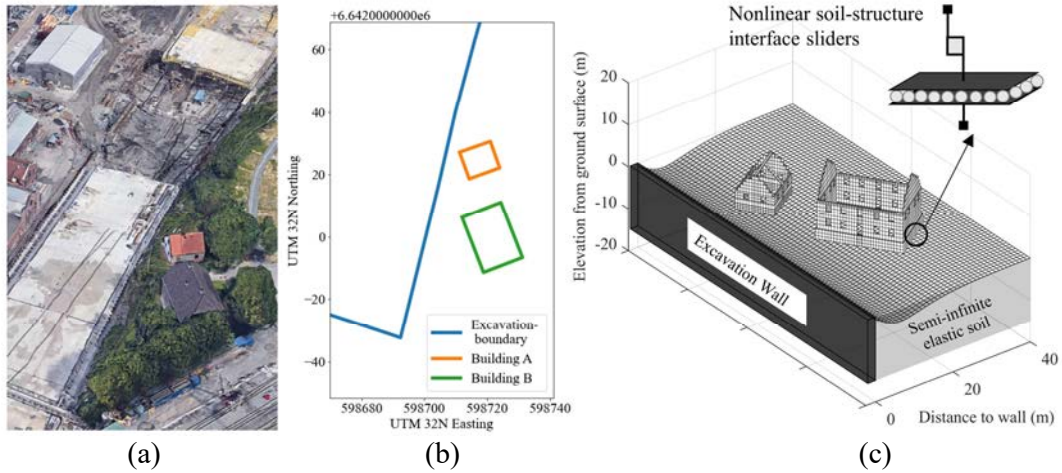 +6.6420000000e6
60
40
20
0
−20
−40
UTM 32N Northing
598680 598700 598720 598740
UTM 32N Easting
Excavation-
boundary
Building A
Building B
Nonlinear soil-structure
interface sliders
Elevation from ground surface (m)
20
10
0
-10
-20
Excavation Wall
Semi-infinite
elastic soil
0
20
40
Distance to wall (m)
(a)
(b)
(c)